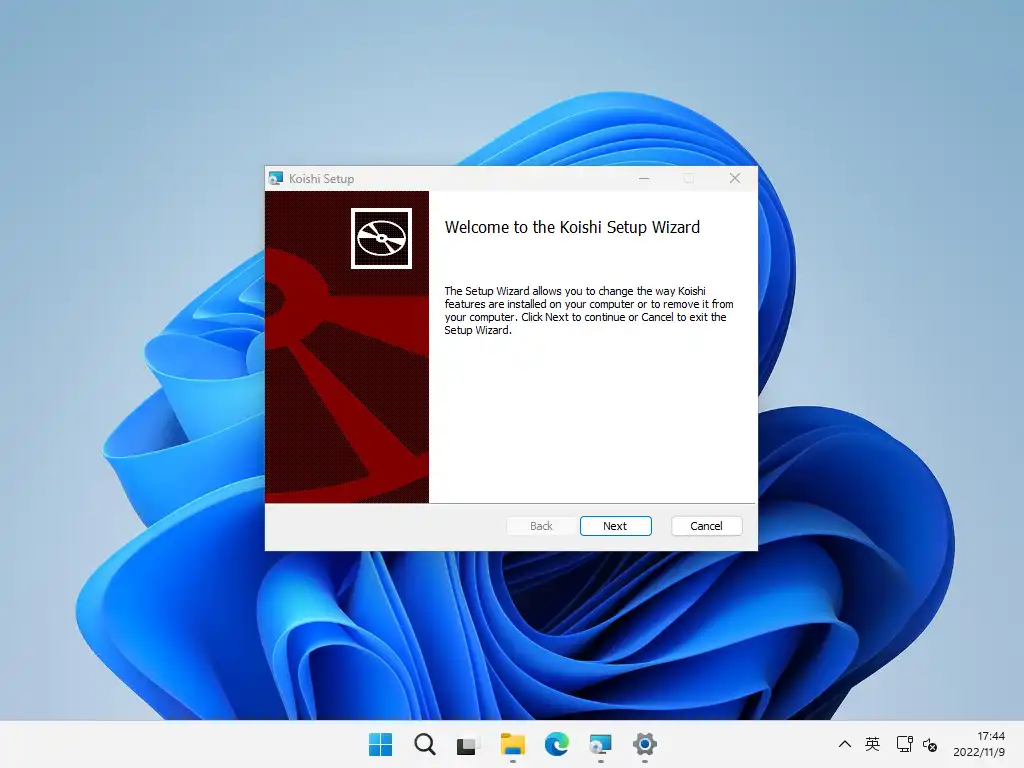 Koishi Setup
Welcome to the Koishi Setup Wizard
The Setup Wizard allows you to change the way Koishi
features are installed on your computer or to remove it from
your computer. Click Next to continue or Cancel to exit the
Setup Wizard.
Back
Next
Cancel
英
17:44
2022/11/9